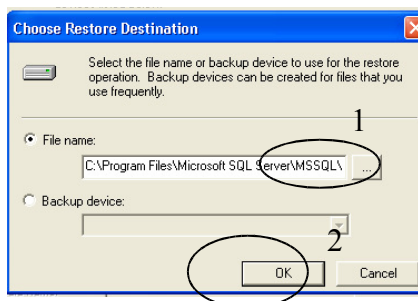 Choose Restore Destination
Select the file name or backup device to use for the restore
operation. Backup devices can be created for files that you
use frequently.
1
File name:
C:\Program Files\Microsoft SQL Server\MSSQL\
...
Backup device:
2
OK
Cancel